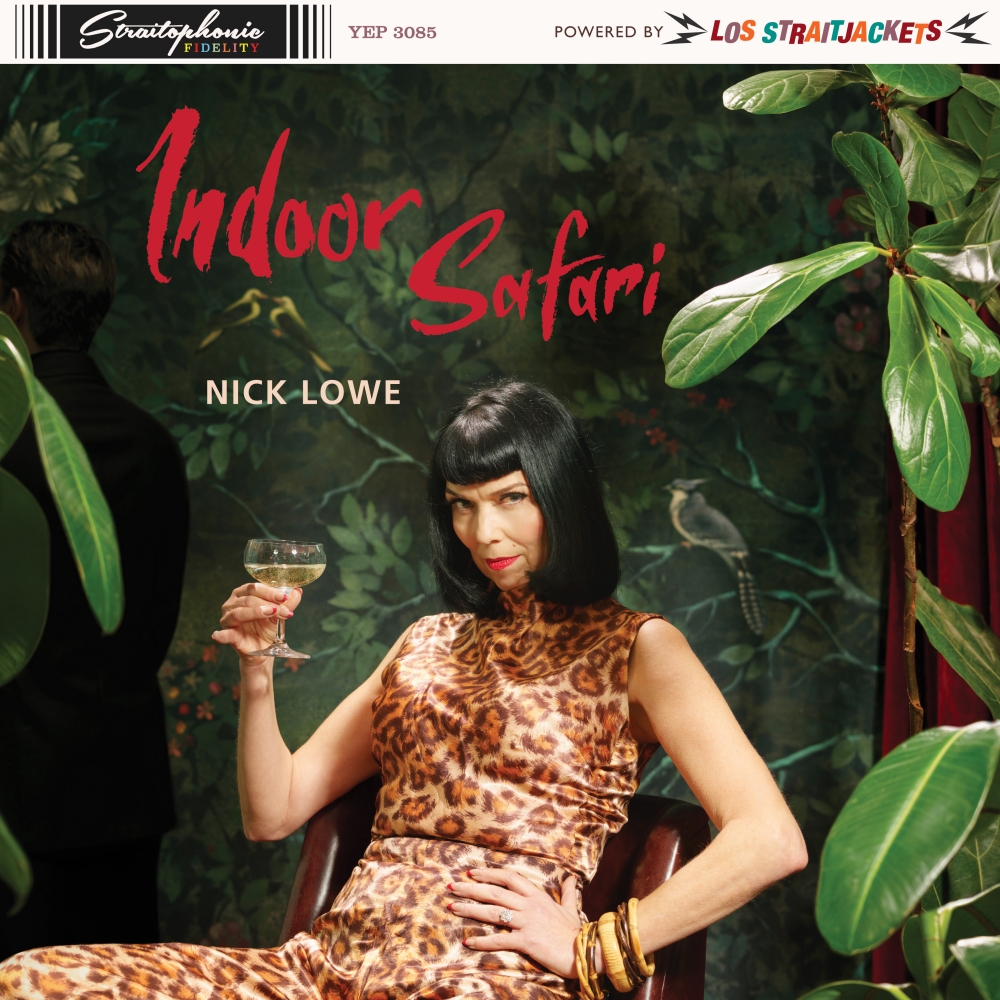 Straitophonic
FIDELITY
YEP 3085
POWERED BY LOS STRAITJACKETS
Indoor
Safari
NICK LOWE